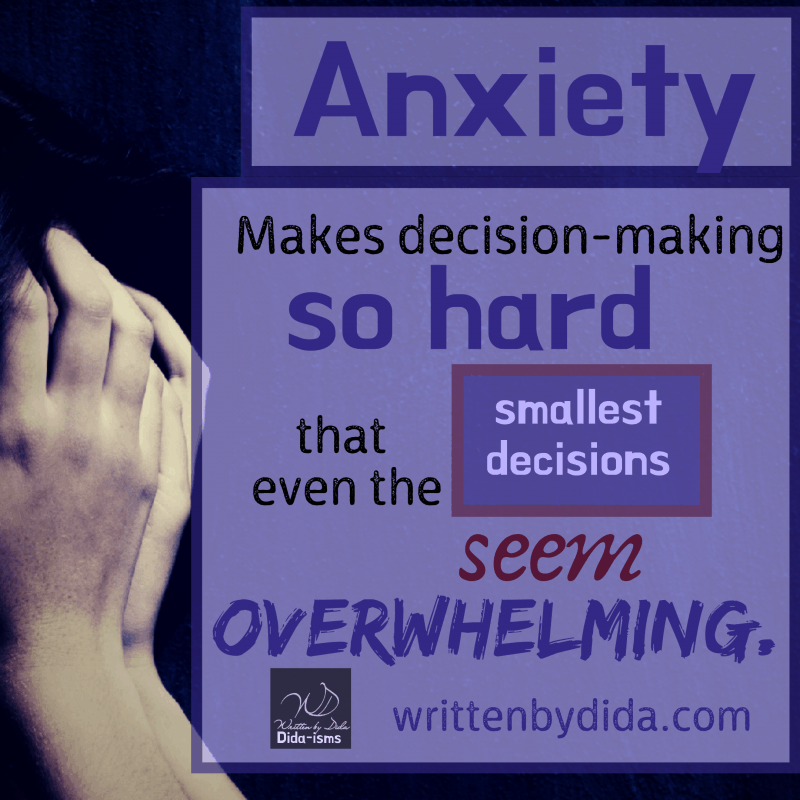 Anxiety
Makes decision-making
so hard
that
even the
smallest
decisions
seem
OVERWHELMING.
WD
Written by Dida
Dida-isms
writtenbydida.com